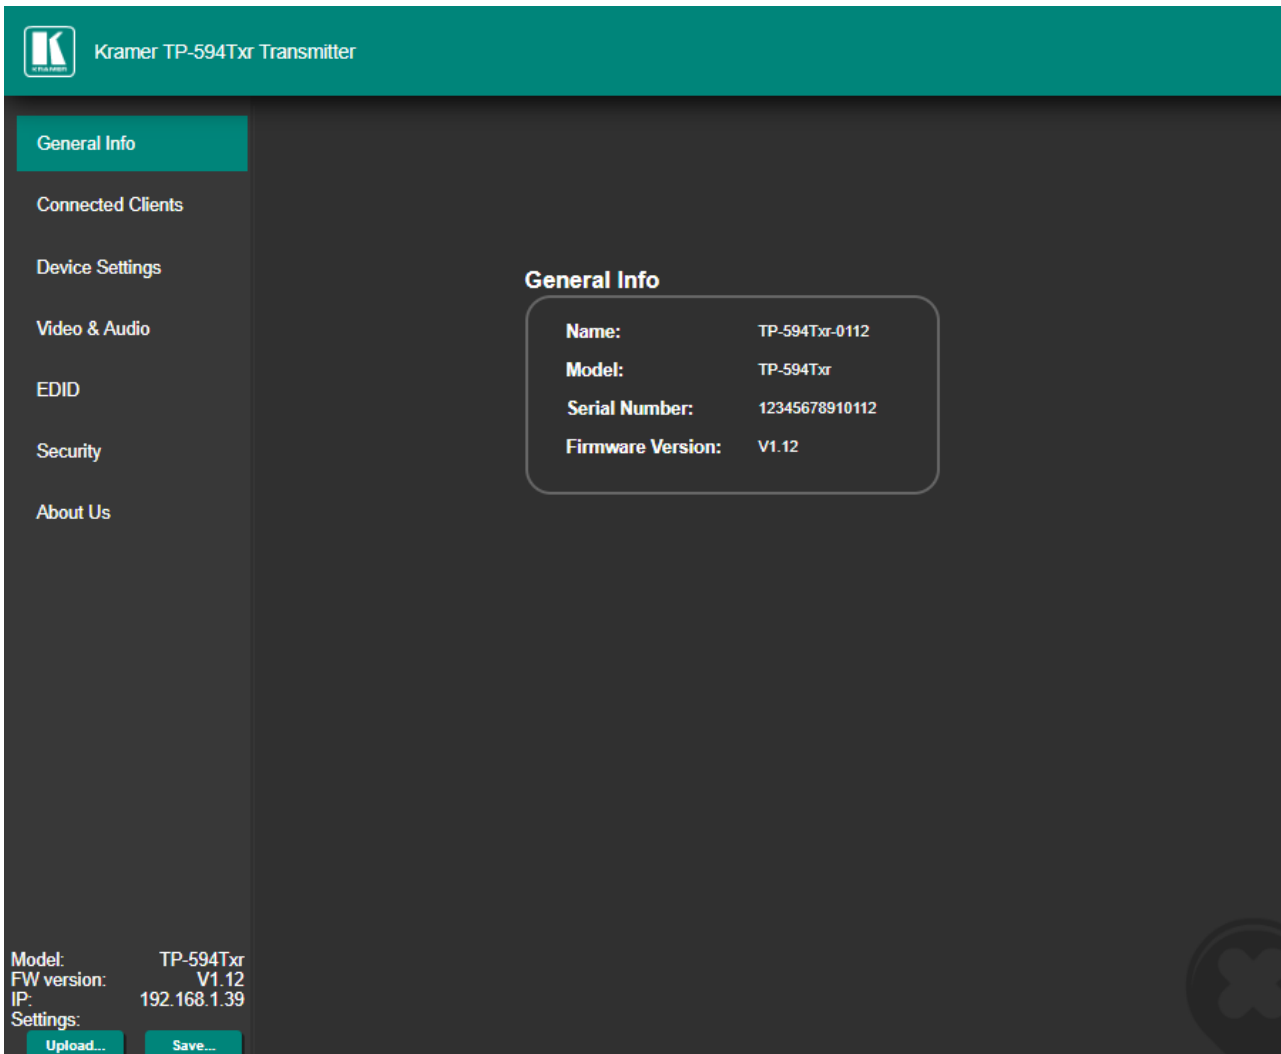 KRAMER
Kramer TP-594Txr Transmitter
General Info
Connected Clients
Device Settings
Video & Audio
EDID
Security
About Us
General Info
Name: TP-594Txr-0112
Model: TP-594Txr
Serial Number: 12345678910112
Firmware Version: V1.12
Model: TP-594Txr
FW version: V1.12
IP: 192.168.1.39
Settings:
Upload... Save...